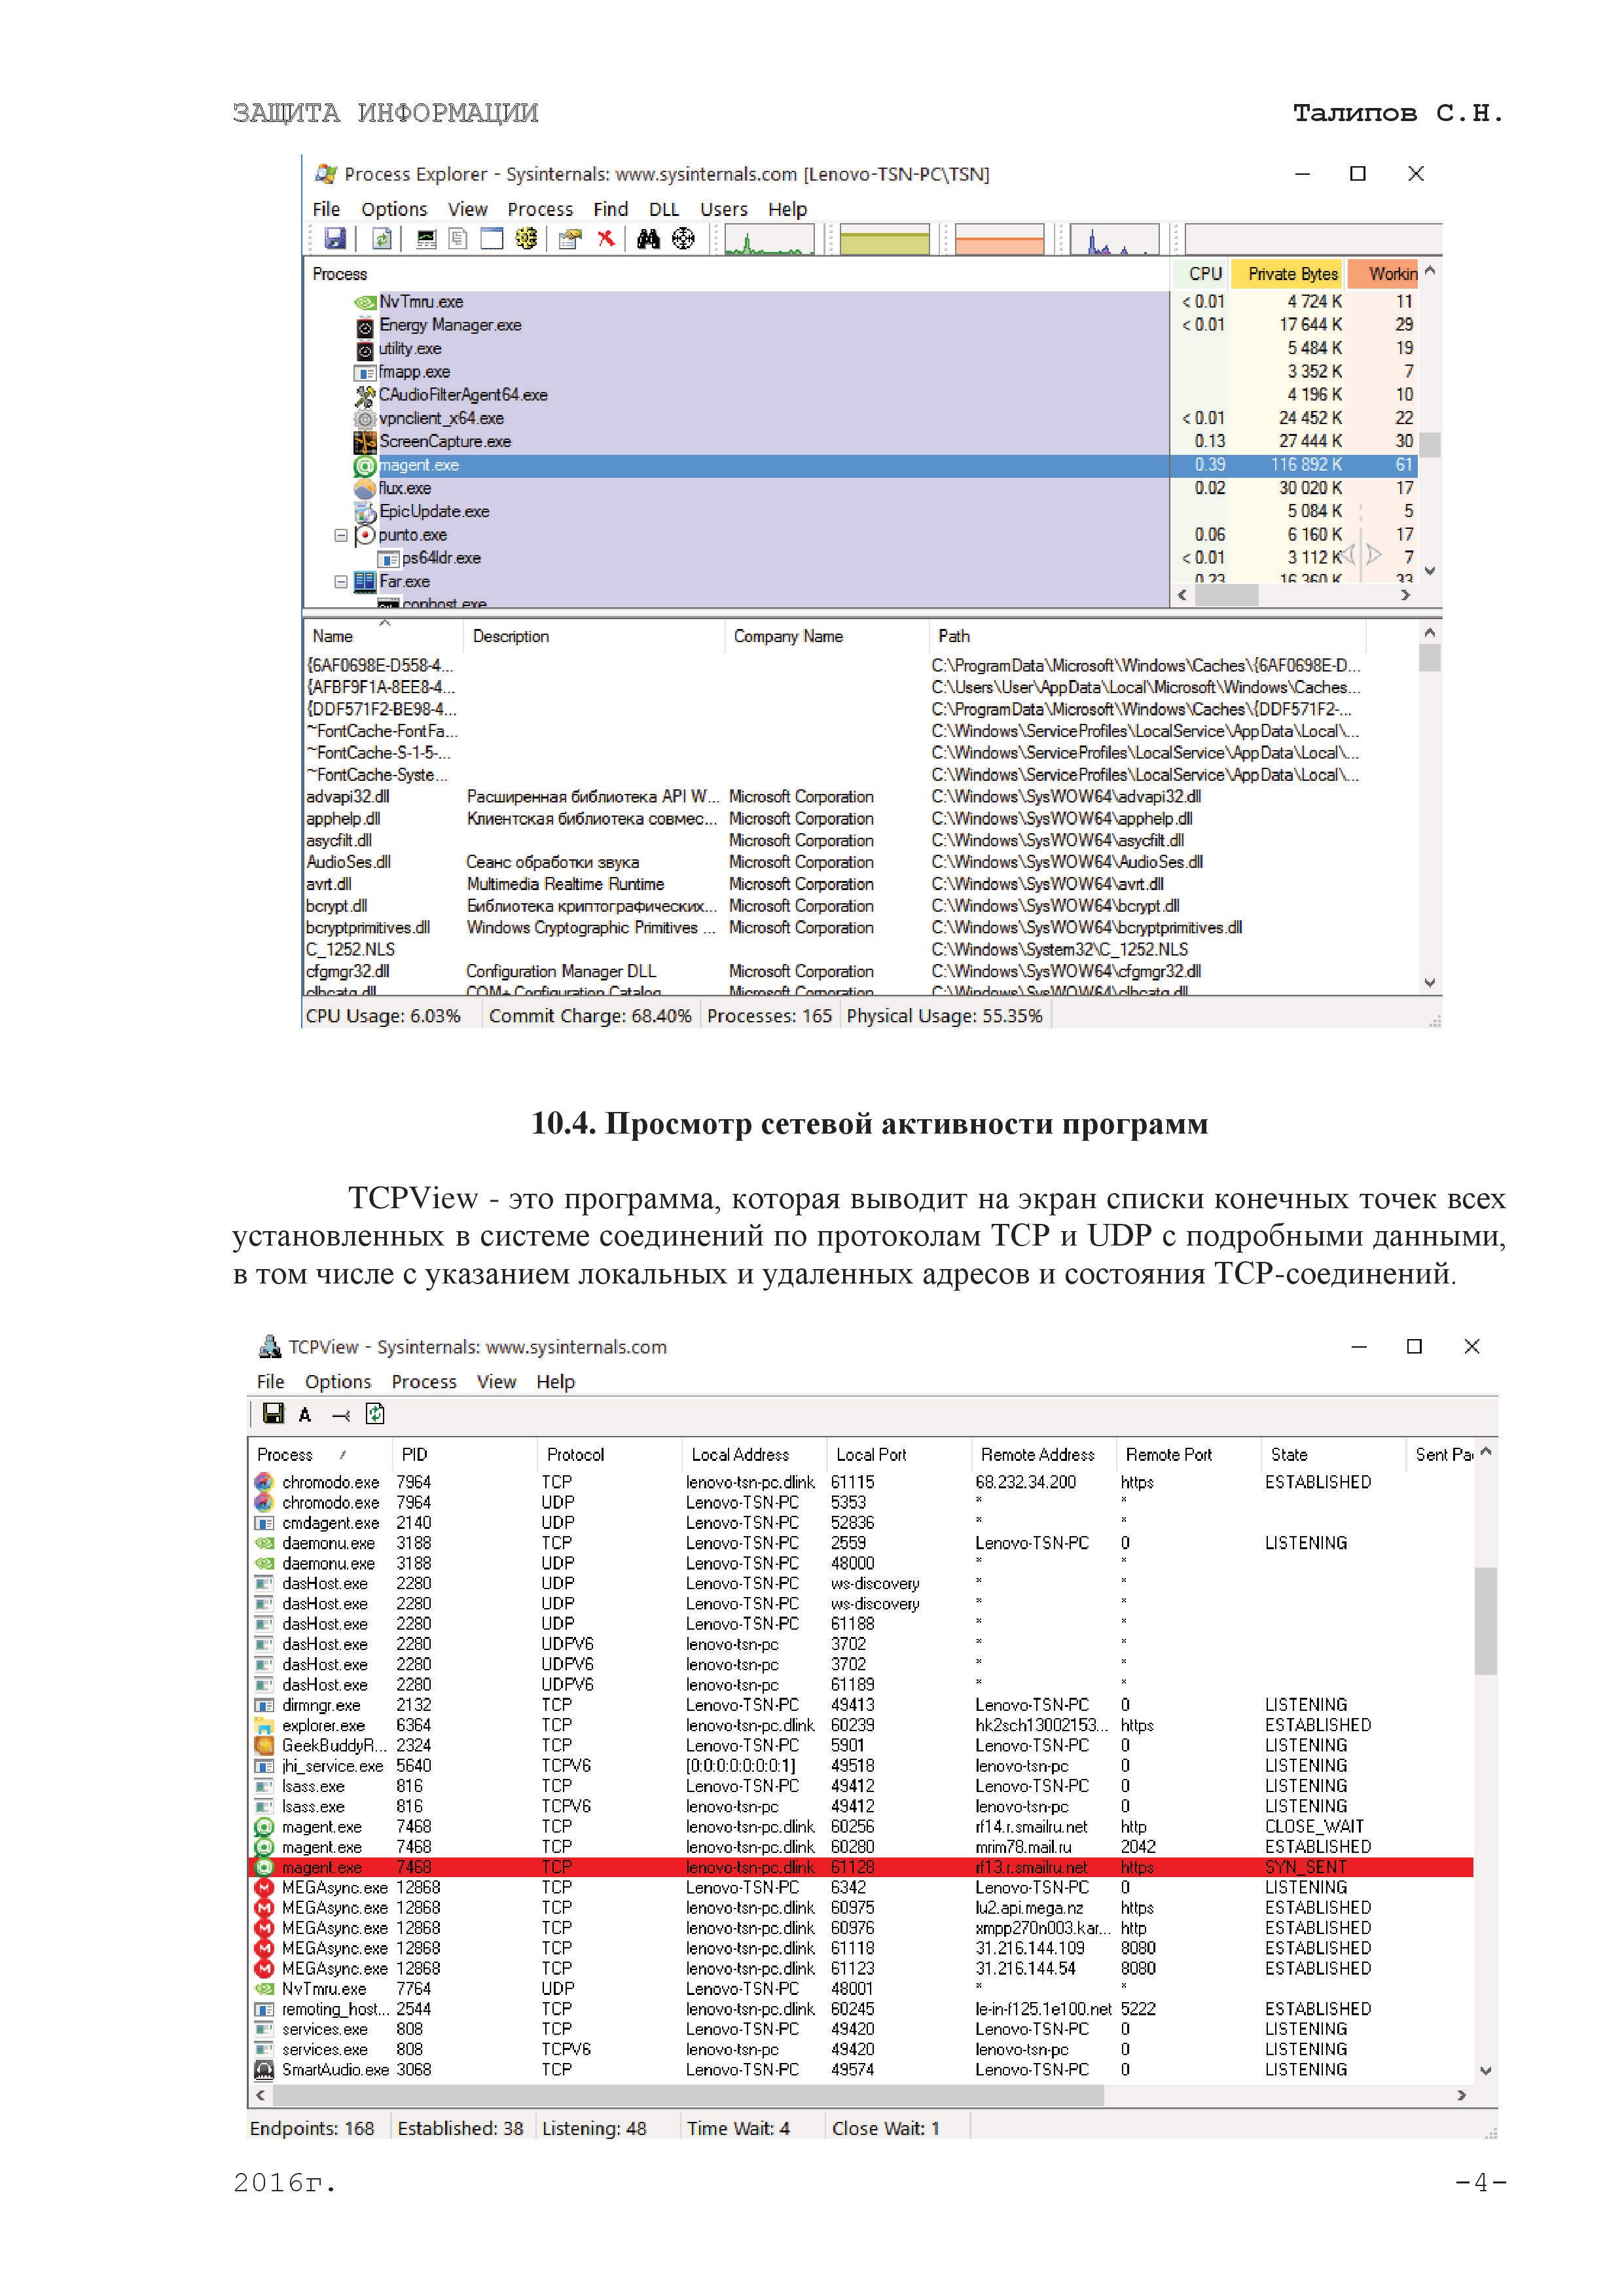 ЗАЩИТА ИНФОРМАЦИИ Талипов С.Н.
Process Explorer - Sysinternals: www.sysinternals.com [Lenovo-TSN-PC\TSN]
File Options View Process Find DLL Users Help
Process CPU Private Bytes Workin
NvTmru.exe < 0.01 4 724 K 11
Energy Manager.exe < 0.01 17 644 K 29
utility.exe 5 484 K 19
fmapp.exe 3 352 K 7
CAudioFilterAgent64.exe 4 196 K 10
vpnclient_x64.exe < 0.01 24 452 K 22
ScreenCapture.exe 0.13 27 444 K 30
magent.exe 0.39 116 892 K 61
flux.exe 0.02 30 020 K 17
EpicUpdate.exe 5 084 K 5
punto.exe 0.06 6 160 K 17
ps64ldr.exe < 0.01 3 112 K 7
Far.exe 0.23 16 360 K 33
conhost.exe
Name Description Company Name Path
{6AF0698E-D558-4... C:\ProgramData\Microsoft\Windows\Caches\{6AF0698E-D...
{AFBF9F1A-8EE8-4... C:\Users\User\AppData\Local\Microsoft\Windows\Caches...
{DDF571F2-BE98-4... C:\ProgramData\Microsoft\Windows\Caches\{DDF571F2-...
~FontCache-FontFa... C:\Windows\ServiceProfiles\LocalService\AppData\Local\...
~FontCache-S-1-5-... C:\Windows\ServiceProfiles\LocalService\AppData\Local\...
~FontCache-Syste... C:\Windows\ServiceProfiles\LocalService\AppData\Local\...
advapi32.dll Расширенная библиотека API W... Microsoft Corporation C:\Windows\SysWOW64\advapi32.dll
apphelp.dll Клиентская библиотека совмес... Microsoft Corporation C:\Windows\SysWOW64\apphelp.dll
asycfilt.dll Microsoft Corporation C:\Windows\SysWOW64\asycfilt.dll
AudioSes.dll Сеанс обработки звука Microsoft Corporation C:\Windows\SysWOW64\AudioSes.dll
avrt.dll Multimedia Realtime Runtime Microsoft Corporation C:\Windows\SysWOW64\avrt.dll
bcrypt.dll Библиотека криптографических... Microsoft Corporation C:\Windows\SysWOW64\bcrypt.dll
bcryptprimitives.dll Windows Cryptographic Primitives ... Microsoft Corporation C:\Windows\SysWOW64\bcryptprimitives.dll
C_1252.NLS C:\Windows\System32\C_1252.NLS
cfgmgr32.dll Configuration Manager DLL Microsoft Corporation C:\Windows\SysWOW64\cfgmgr32.dll
clbcatq.dll COM+ Configuration Catalog Microsoft Corporation C:\Windows\SysWOW64\clbcatq.dll
CPU Usage: 6.03% Commit Charge: 68.40% Processes: 165 Physical Usage: 55.35%
10.4. Просмотр сетевой активности программ
TCPView - это программа, которая выводит на экран списки конечных точек всех
установленных в системе соединений по протоколам TCP и UDP с подробными данными,
в том числе с указанием локальных и удаленных адресов и состояния TCP-соединений.
TCPView - Sysinternals: www.sysinternals.com
File Options Process View Help
A
Process / PID Protocol Local Address Local Port Remote Address Remote Port State Sent Pa
chromodo.exe 7964 TCP lenovo-tsn-pc.dlink 61115 68.232.34.200 https ESTABLISHED
chromodo.exe 7964 UDP Lenovo-TSN-PC 5353 * *
cmdagent.exe 2140 UDP Lenovo-TSN-PC 52836 * *
daemonu.exe 3188 TCP Lenovo-TSN-PC 2559 Lenovo-TSN-PC 0 LISTENING
daemonu.exe 3188 UDP Lenovo-TSN-PC 48000 * *
dasHost.exe 2280 UDP Lenovo-TSN-PC ws-discovery * *
dasHost.exe 2280 UDP Lenovo-TSN-PC ws-discovery * *
dasHost.exe 2280 UDP Lenovo-TSN-PC 61188 * *
dasHost.exe 2280 UDPV6 lenovo-tsn-pc 3702 * *
dasHost.exe 2280 UDPV6 lenovo-tsn-pc 3702 * *
dasHost.exe 2280 UDPV6 lenovo-tsn-pc 61189 * *
dirmngr.exe 2132 TCP Lenovo-TSN-PC 49413 Lenovo-TSN-PC 0 LISTENING
explorer.exe 6364 TCP lenovo-tsn-pc.dlink 60239 hk2sch13002153... https ESTABLISHED
GeekBuddyR... 2324 TCP Lenovo-TSN-PC 5901 Lenovo-TSN-PC 0 LISTENING
jhi_service.exe 5640 TCPV6 [0:0:0:0:0:0:0:1] 49518 lenovo-tsn-pc 0 LISTENING
lsass.exe 816 TCP Lenovo-TSN-PC 49412 Lenovo-TSN-PC 0 LISTENING
lsass.exe 816 TCPV6 lenovo-tsn-pc 49412 lenovo-tsn-pc 0 LISTENING
magent.exe 7468 TCP lenovo-tsn-pc.dlink 60256 rf14.r.smailru.net http CLOSE_WAIT
magent.exe 7468 TCP lenovo-tsn-pc.dlink 60280 mrim78.mail.ru 2042 ESTABLISHED
magent.exe 7468 TCP lenovo-tsn-pc.dlink 61128 rf13.r.smailru.net https SYN_SENT
MEGAsync.exe 12868 TCP Lenovo-TSN-PC 6342 Lenovo-TSN-PC 0 LISTENING
MEGAsync.exe 12868 TCP lenovo-tsn-pc.dlink 60975 lu2.api.mega.nz https ESTABLISHED
MEGAsync.exe 12868 TCP lenovo-tsn-pc.dlink 60976 xmpp270n003.kar... http ESTABLISHED
MEGAsync.exe 12868 TCP lenovo-tsn-pc.dlink 61118 31.216.144.109 8080 ESTABLISHED
MEGAsync.exe 12868 TCP lenovo-tsn-pc.dlink 61123 31.216.144.54 8080 ESTABLISHED
NvTmru.exe 7764 UDP Lenovo-TSN-PC 48001 * *
remoting_host... 2544 TCP lenovo-tsn-pc.dlink 60245 le-in-f125.1e100.net 5222 ESTABLISHED
services.exe 808 TCP Lenovo-TSN-PC 49420 Lenovo-TSN-PC 0 LISTENING
services.exe 808 TCPV6 lenovo-tsn-pc 49420 lenovo-tsn-pc 0 LISTENING
SmartAudio.exe 3068 TCP Lenovo-TSN-PC 49574 Lenovo-TSN-PC 0 LISTENING
Endpoints: 168 Established: 38 Listening: 48 Time Wait: 4 Close Wait: 1
2016г. -4-